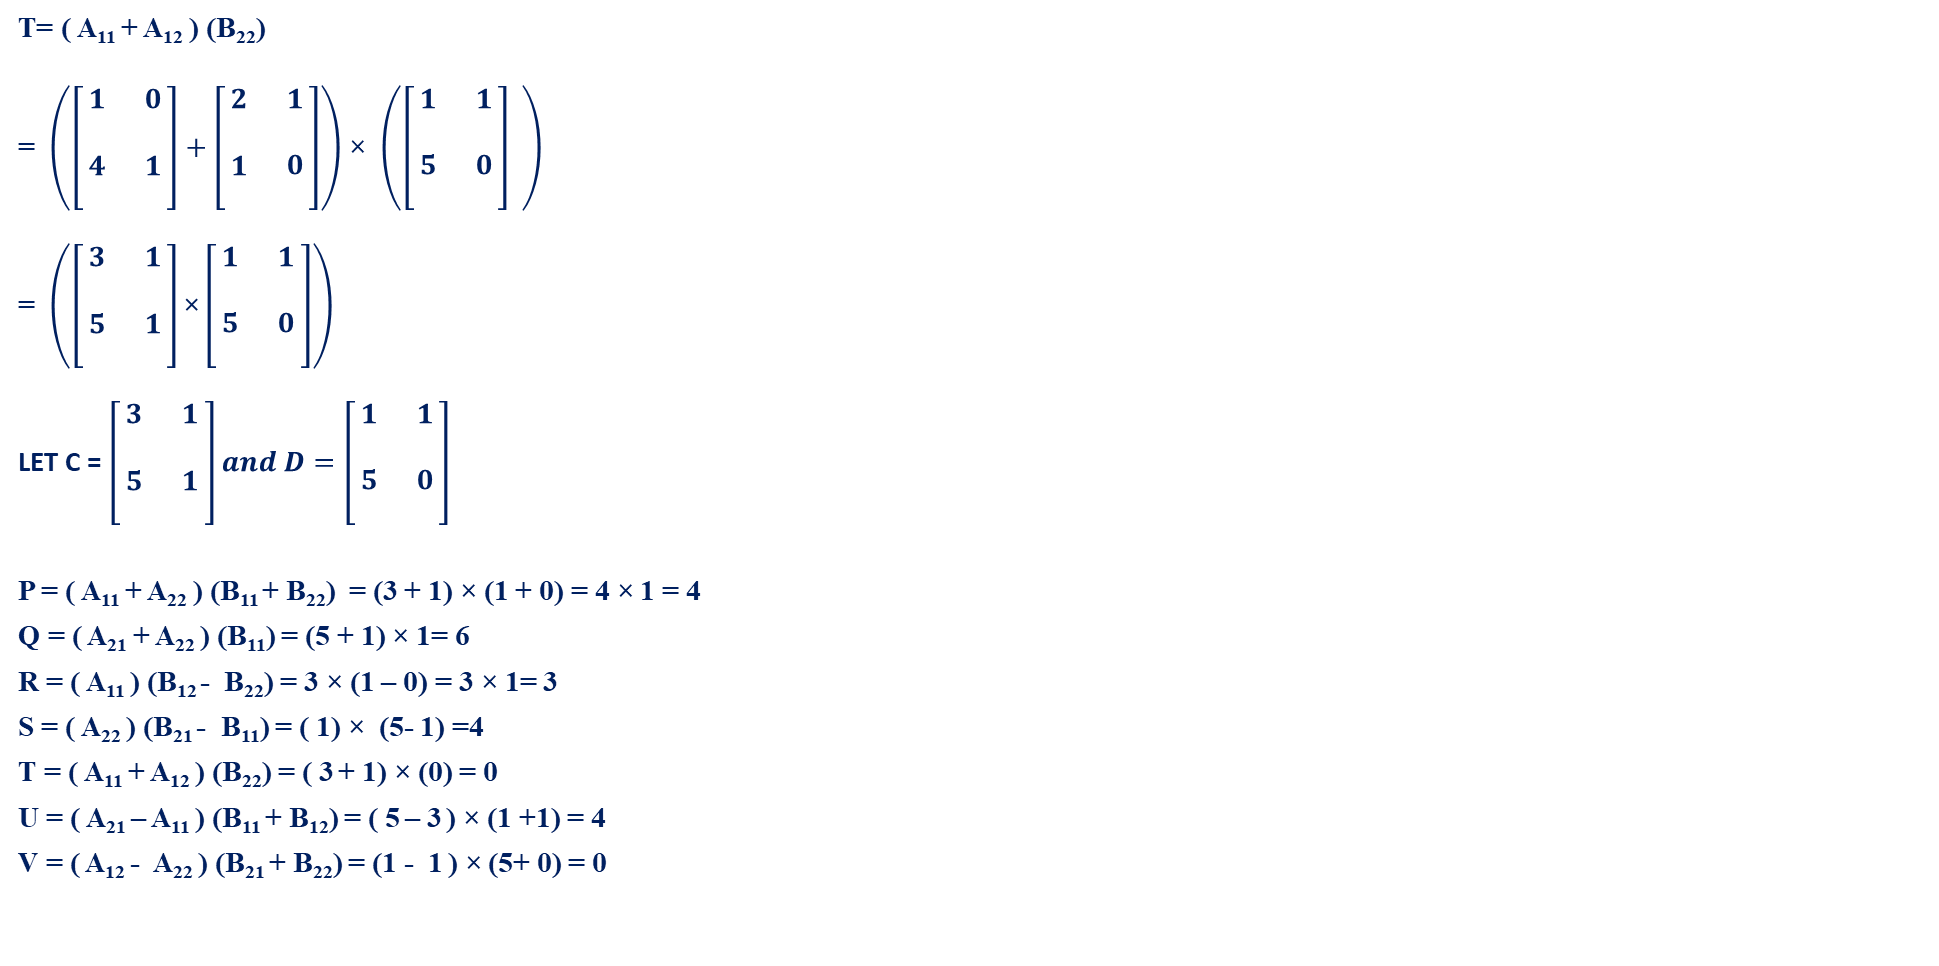 T= ( A₁₁ + A₁₂ ) (B₂₂)
= ([1 0; 4 1] + [2 1; 1 0]) × ([1 1; 5 0])
= ([3 1; 5 1] × [1 1; 5 0])
LET C = [3 1; 5 1] and D = [1 1; 5 0]
P = ( A₁₁ + A₂₂ ) (B₁₁ + B₂₂) = (3 + 1) × (1 + 0) = 4 × 1 = 4
Q = ( A₂₁ + A₂₂ ) (B₁₁) = (5 + 1) × 1= 6
R = ( A₁₁ ) (B₁₂ - B₂₂) = 3 × (1 – 0) = 3 × 1= 3
S = ( A₂₂ ) (B₂₁ - B₁₁) = ( 1) × (5- 1) =4
T = ( A₁₁ + A₁₂ ) (B₂₂) = ( 3 + 1) × (0) = 0
U = ( A₂₁ – A₁₁ ) (B₁₁ + B₁₂) = ( 5 – 3 ) × (1 +1) = 4
V = ( A₁₂ - A₂₂ ) (B₂₁ + B₂₂) = (1 - 1 ) × (5+ 0) = 0